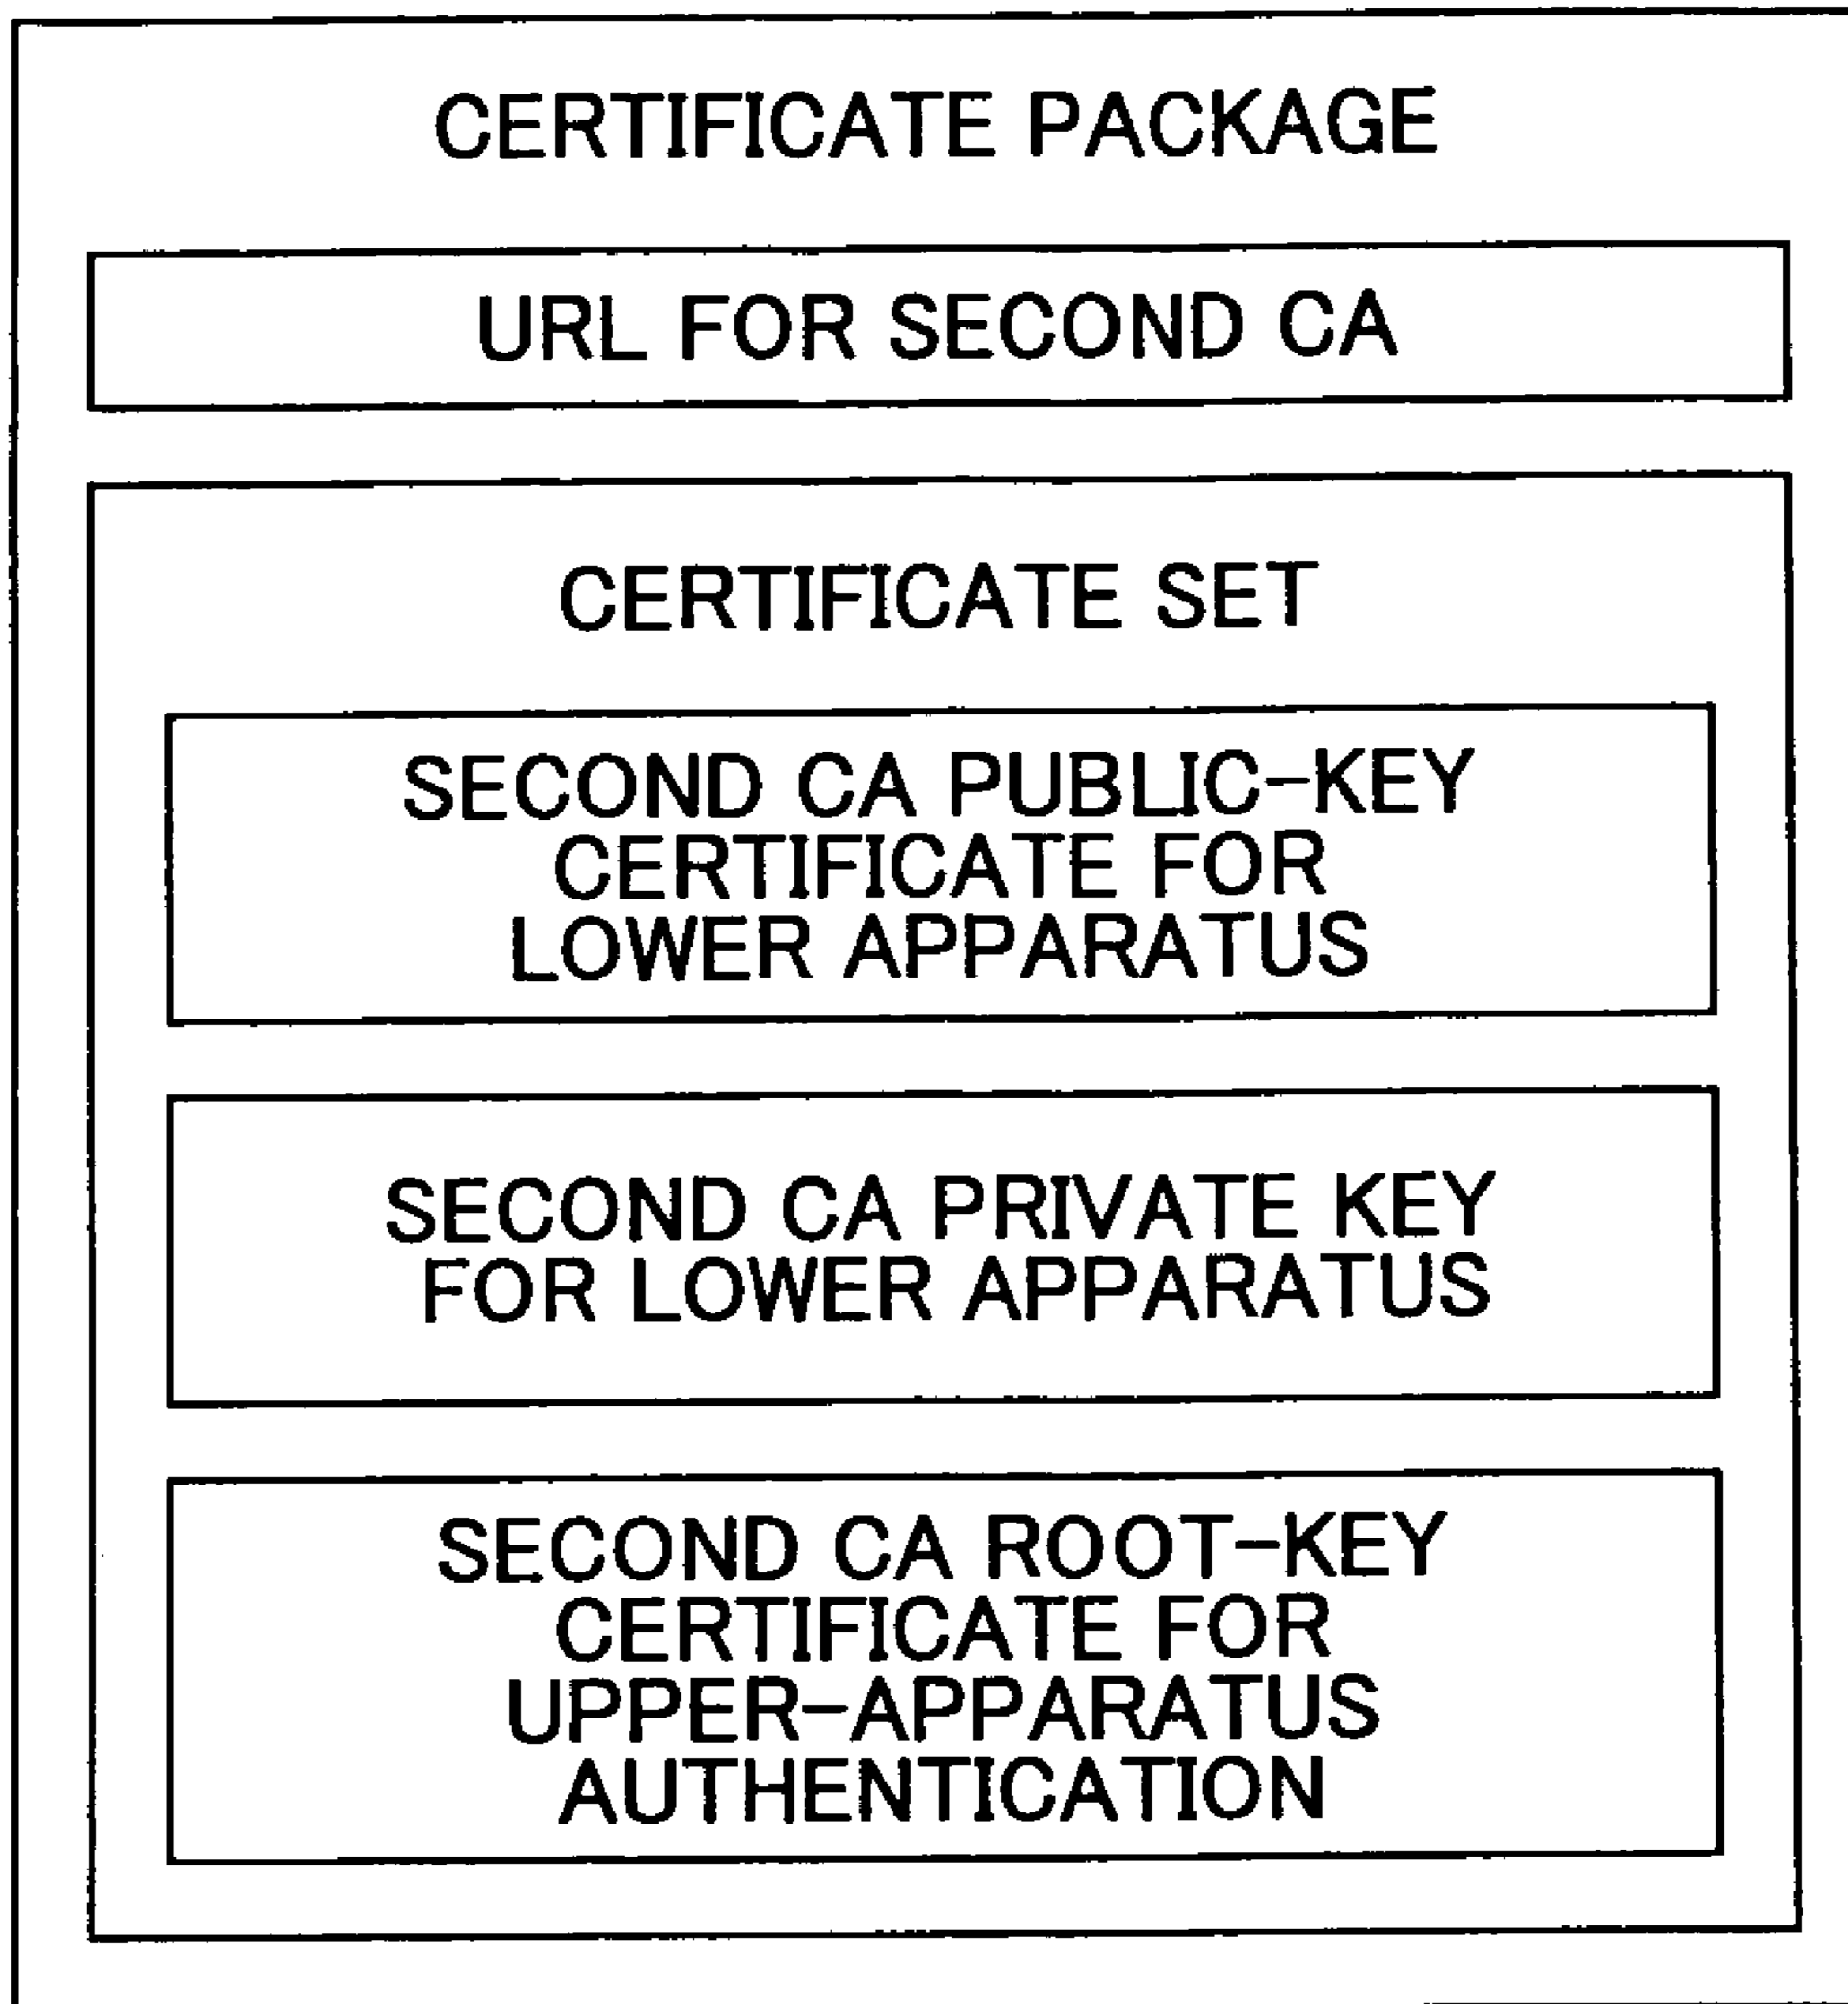 CERTIFICATE PACKAGE
URL FOR SECOND CA
CERTIFICATE SET
SECOND CA PUBLIC-KEY
CERTIFICATE FOR
LOWER APPARATUS
SECOND CA PRIVATE KEY
FOR LOWER APPARATUS
SECOND CA ROOT-KEY
CERTIFICATE FOR
UPPER-APPARATUS
AUTHENTICATION